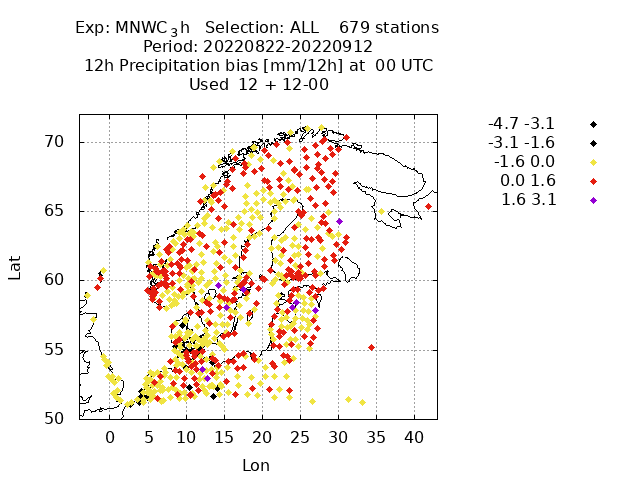 Exp: MNWC_3h   Selection: ALL    679 stations
Period: 20220822-20220912
12h Precipitation bias [mm/12h] at  00 UTC
Used  12 + 12-00
-4.7 -3.1
-3.1 -1.6
-1.6 0.0
0.0 1.6
1.6 3.1
70
65
60
55
50
Lat
0 5 10 15 20 25 30 35 40
Lon